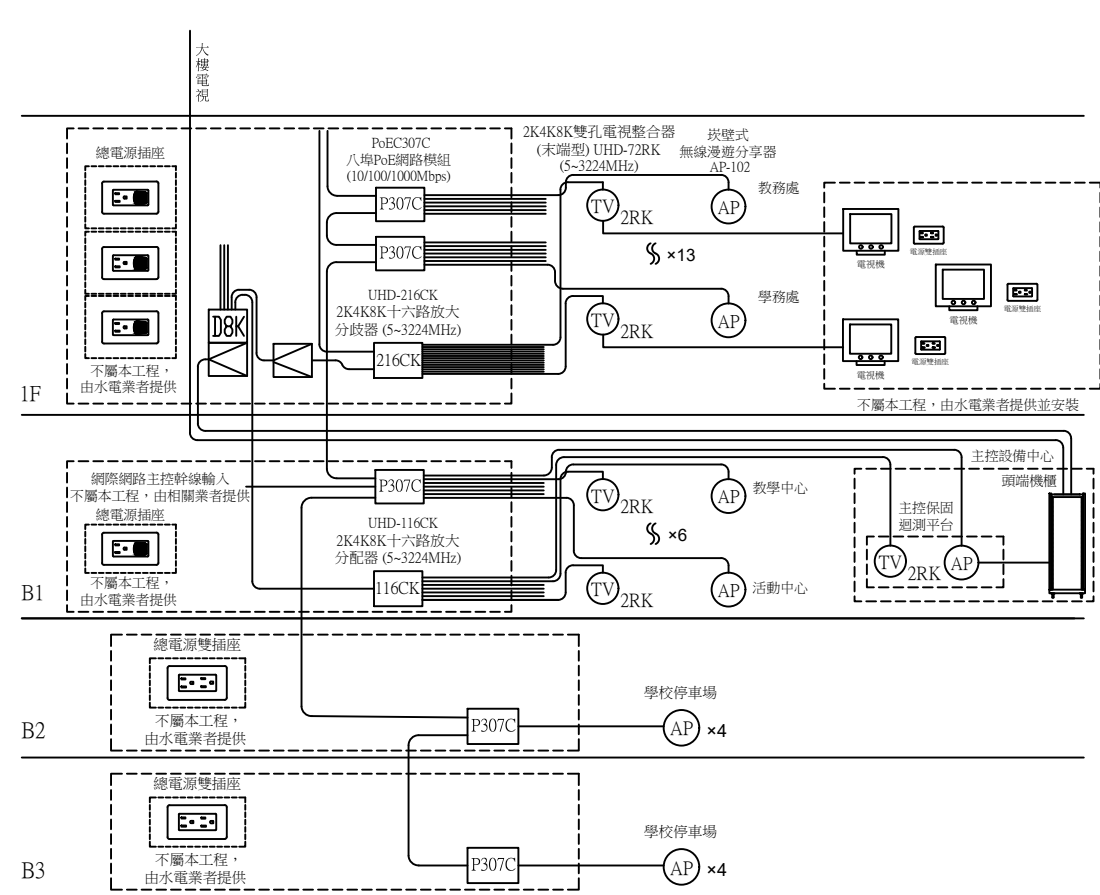 大樓電視
總電源插座
不屬本工程，
由水電業者提供
1F
PoEC307C
八埠PoE網路模組
(10/100/1000Mbps)
P307C
P307C
UHD-216CK
2K4K8K十六路放大
分歧器 (5~3224MHz)
D8K
216CK
2K4K8K雙孔電視整合器
(末端型) UHD-72RK
(5~3224MHz)
崁壁式
無線漫遊分享器
AP-102
TV
2RK
AP
教務處
×13
TV
2RK
AP
學務處
電視機
電源雙插座
電視機
電源雙插座
電視機
電源雙插座
不屬本工程，由水電業者提供並安裝
網際網路主控幹線輸入
不屬本工程，由相關業者提供
總電源插座
不屬本工程，
由水電業者提供
B1
P307C
UHD-116CK
2K4K8K十六路放大
分配器 (5~3224MHz)
116CK
TV
2RK
AP
教學中心
×6
TV
2RK
AP
活動中心
主控設備中心
頭端機櫃
主控保固
迴測平台
TV
2RK
AP
總電源雙插座
不屬本工程，
由水電業者提供
B2
P307C
學校停車場
AP
×4
總電源雙插座
不屬本工程，
由水電業者提供
B3
P307C
學校停車場
AP
×4